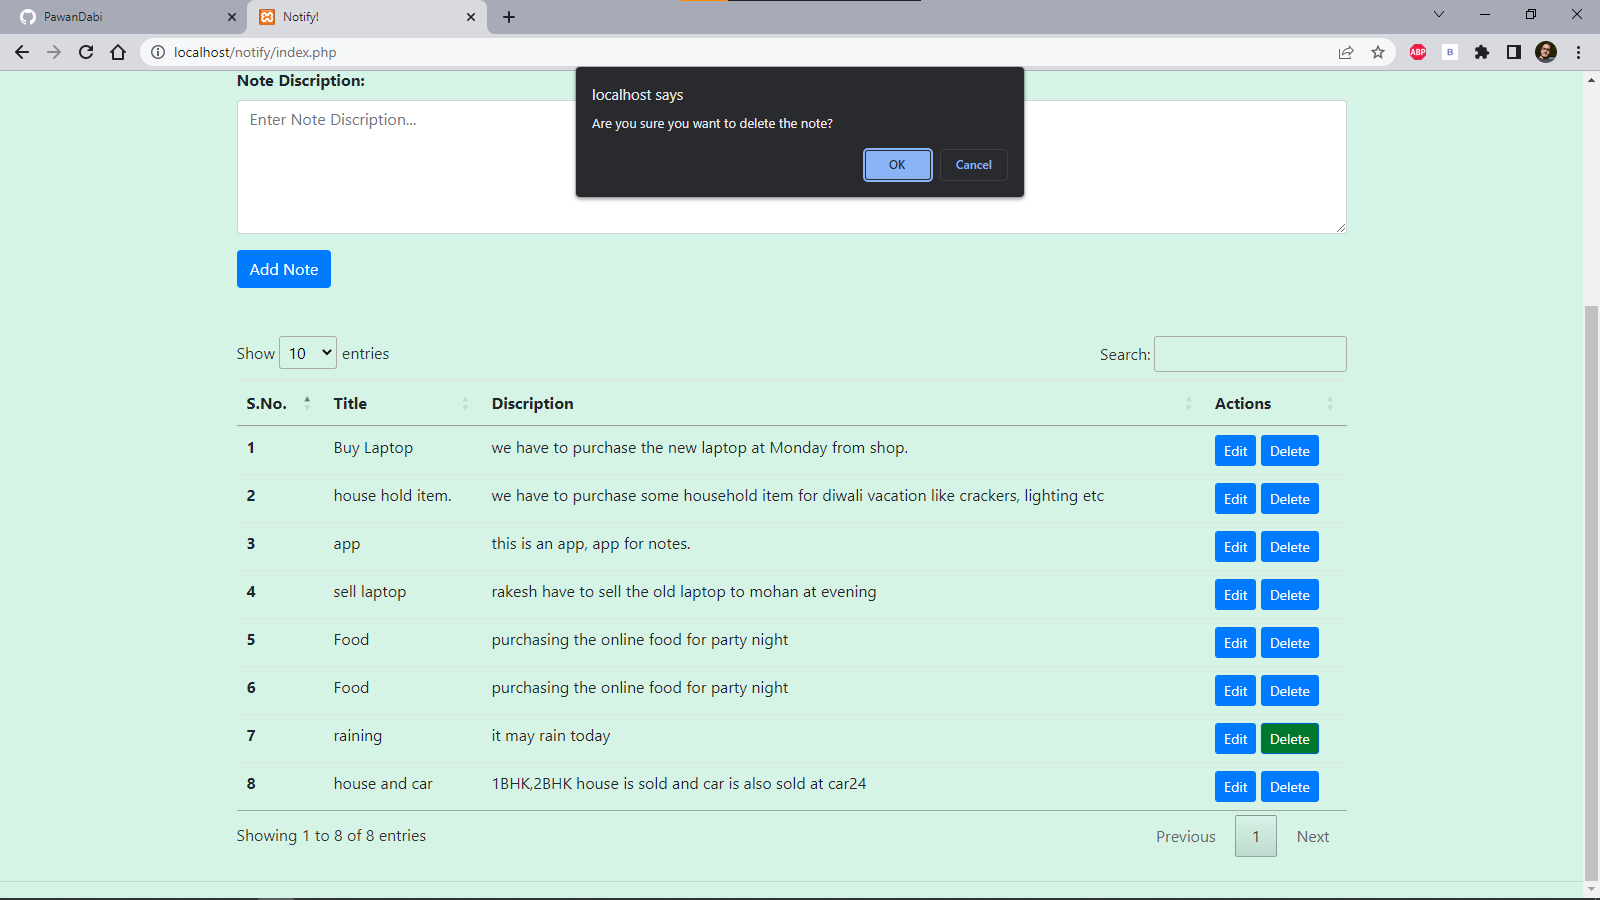 PawanDabi
Notify!
localhost/notify/index.php
ABP
B
localhost says
Are you sure you want to delete the note?
OK Cancel
Note Discription:
Enter Note Discription...
Add Note
Show 10 entries
Search:
S.No. Title Discription Actions
1 Buy Laptop we have to purchase the new laptop at Monday from shop. Edit Delete
2 house hold item. we have to purchase some household item for diwali vacation like crackers, lighting etc Edit Delete
3 app this is an app, app for notes. Edit Delete
4 sell laptop rakesh have to sell the old laptop to mohan at evening Edit Delete
5 Food purchasing the online food for party night Edit Delete
6 Food purchasing the online food for party night Edit Delete
7 raining it may rain today Edit Delete
8 house and car 1BHK,2BHK house is sold and car is also sold at car24 Edit Delete
Showing 1 to 8 of 8 entries
Previous 1 Next